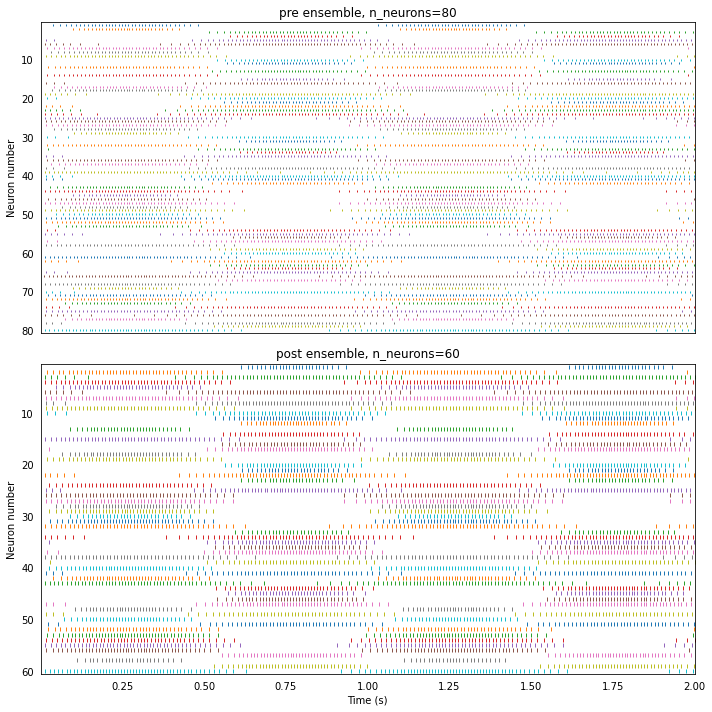 pre ensemble, n_neurons=80
10
20
30
40
50
60
70
80
Neuron number
post ensemble, n_neurons=60
10
20
30
40
50
60
Neuron number
0.25 0.50 0.75 1.00 1.25 1.50 1.75 2.00
Time (s)